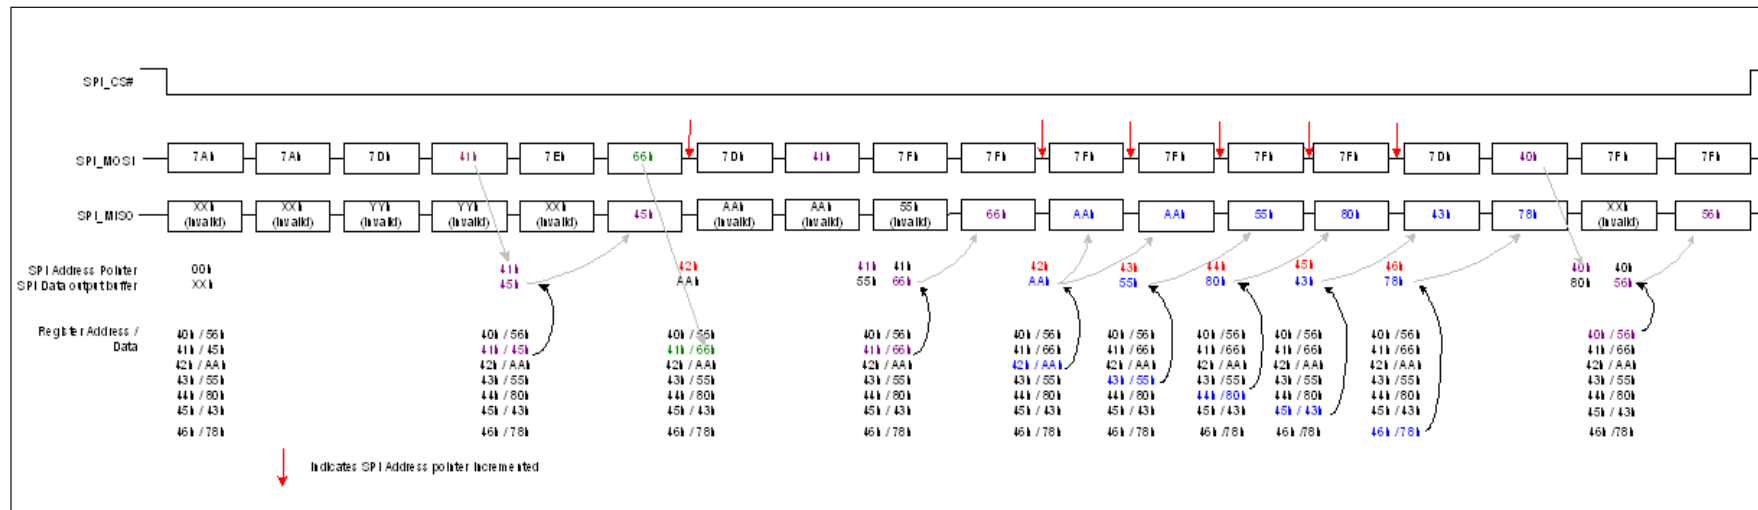 SPI_CS#
SPI_MOSI 7Ah 7Ah 7Dh 41h 7Eh 66h 7Dh 41h 7Fh 7Fh 7Fh 7Fh 7Fh 7Fh 7Dh 40h 7Fh 7Fh
SPI_MISO XXh (Invalid) XXh (Invalid) YYh (Invalid) YYh (Invalid) XXh (Invalid) 45h AAh (Invalid) AAh (Invalid) 55h (Invalid) 66h AAh AAh 55h 80h 43h 78h XXh (Invalid) 56h
SPI Address Pointer 00h 41h 42h 41h 41h 42h 43h 44h 45h 46h 40h 40h
SPI Data output buffer XXh 45h AAh 55h 66h AAh 55h 80h 43h 78h 80h 56h
Register Address / Data
40h / 56h 40h / 56h 40h / 56h 40h / 56h 40h / 56h 40h / 56h 40h / 56h 40h / 56h 40h / 56h 40h / 56h
41h / 45h 41h / 45h 41h / 66h 41h / 66h 41h / 66h 41h / 66h 41h / 66h 41h / 66h 41h / 66h 41h / 66h
42h / AAh 42h / AAh 42h / AAh 42h / AAh 42h / AAh 42h / AAh 42h / AAh 42h / AAh 42h / AAh 42h / AAh
43h / 55h 43h / 55h 43h / 55h 43h / 55h 43h / 55h 43h / 55h 43h / 55h 43h / 55h 43h / 55h 43h / 55h
44h / 80h 44h / 80h 44h / 80h 44h / 80h 44h / 80h 44h / 80h 44h / 80h 44h / 80h 44h / 80h 44h / 80h
45h / 43h 45h / 43h 45h / 43h 45h / 43h 45h / 43h 45h / 43h 45h / 43h 45h / 43h 45h / 43h 45h / 43h
46h / 78h 46h / 78h 46h / 78h 46h / 78h 46h / 78h 46h / 78h 46h / 78h 46h / 78h 46h / 78h 46h / 78h
Indicates SPI Address pointer Incremented